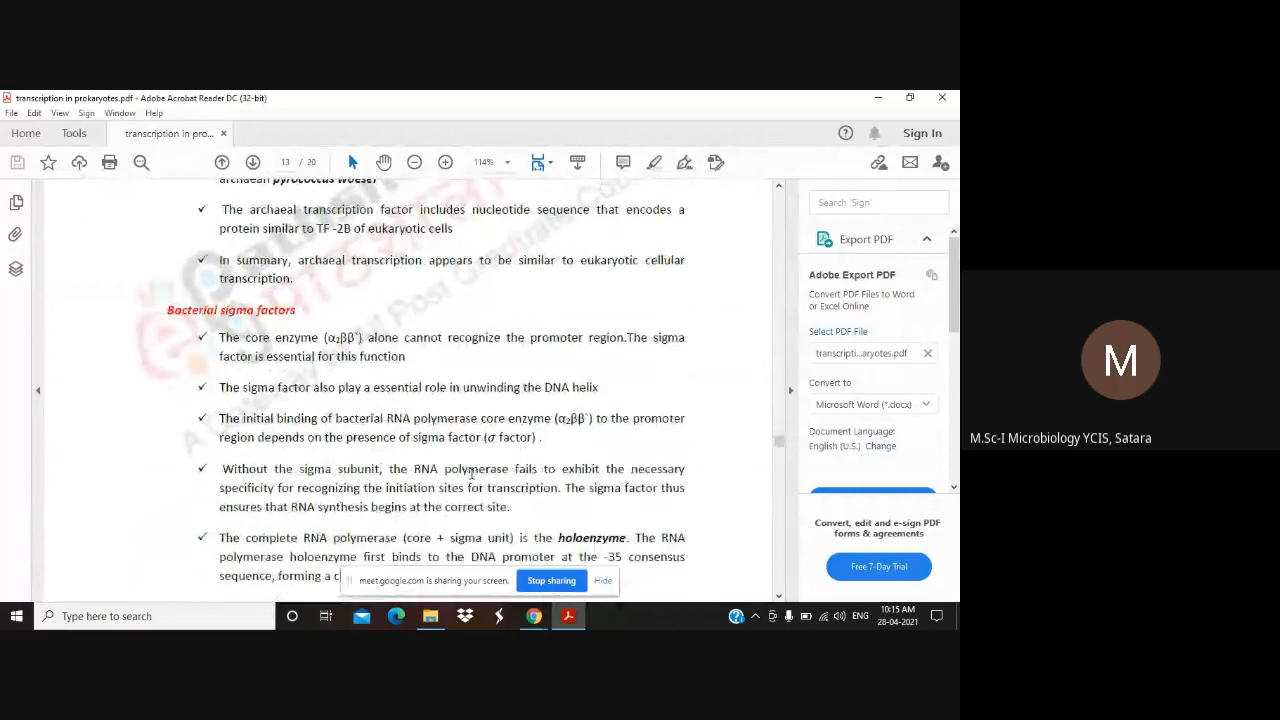 transcription in prokaryotes.pdf - Adobe Acrobat Reader DC (32-bit)
File Edit View Sign Window Help
Home Tools transcription in pro... × Sign In
13 / 20 114%
archaean pyrococcus woesei
✓ The archaeal transcription factor includes nucleotide sequence that encodes a
protein similar to TF -2B of eukaryotic cells
✓ In summary, archaeal transcription appears to be similar to eukaryotic cellular
transcription.
Bacterial sigma factors
✓ The core enzyme (α₂ββ`) alone cannot recognize the promoter region.The sigma
factor is essential for this function
✓ The sigma factor also play a essential role in unwinding the DNA helix
✓ The initial binding of bacterial RNA polymerase core enzyme (α₂ββ`) to the promoter
region depends on the presence of sigma factor (σ factor) .
✓ Without the sigma subunit, the RNA polymerase fails to exhibit the necessary
specificity for recognizing the initiation sites for transcription. The sigma factor thus
ensures that RNA synthesis begins at the correct site.
✓ The complete RNA polymerase (core + sigma unit) is the holoenzyme. The RNA
polymerase holoenzyme first binds to the DNA promoter at the -35 consensus
sequence, forming a
meet.google.com is sharing your screen. Stop sharing Hide
Search 'Sign'
Export PDF
Adobe Export PDF
Convert PDF Files to Word
or Excel Online
Select PDF File
transcripti...aryotes.pdf
Convert to
Microsoft Word (*.docx)
Document Language:
English (U.S.) Change
Convert, edit and e-sign PDF
forms & agreements
Free 7-Day Trial
Type here to search
ENG
10:15 AM
28-04-2021
M
M.Sc-I Microbiology YCIS, Satara